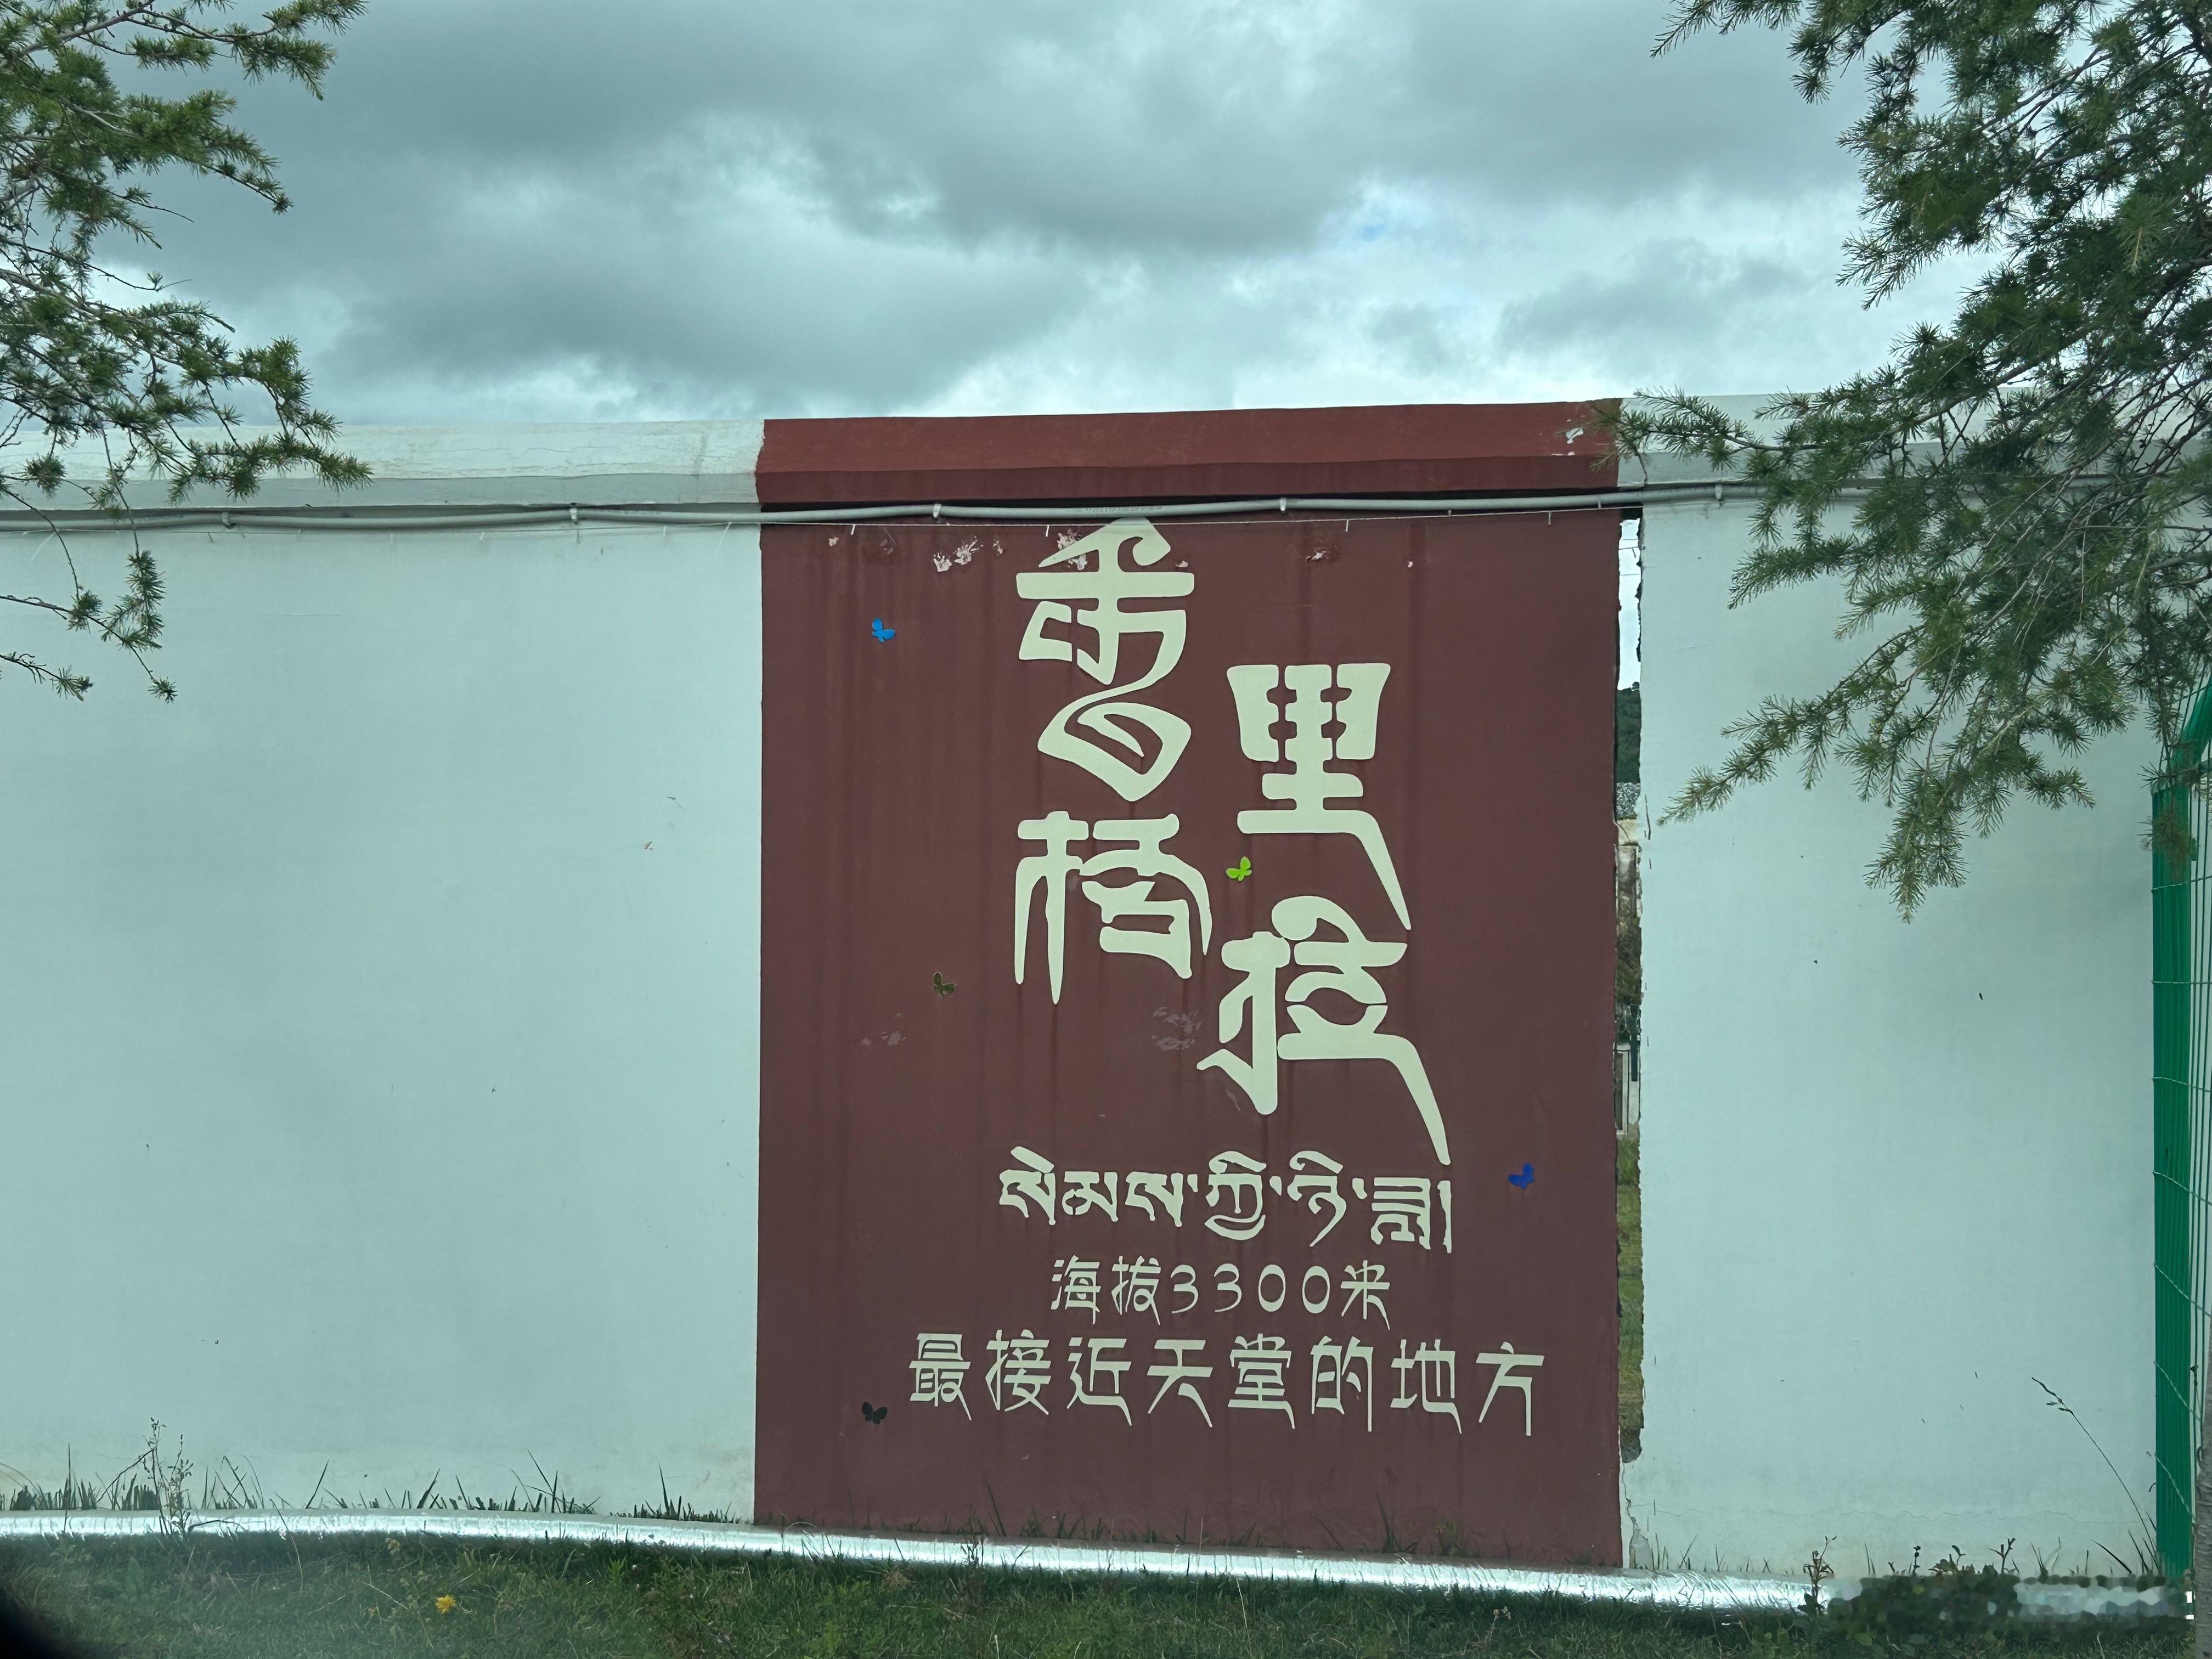 香格
里拉
སེམས་ཀྱི་ཉི་ཟླ།
海拔3300米
最接近天堂的地方